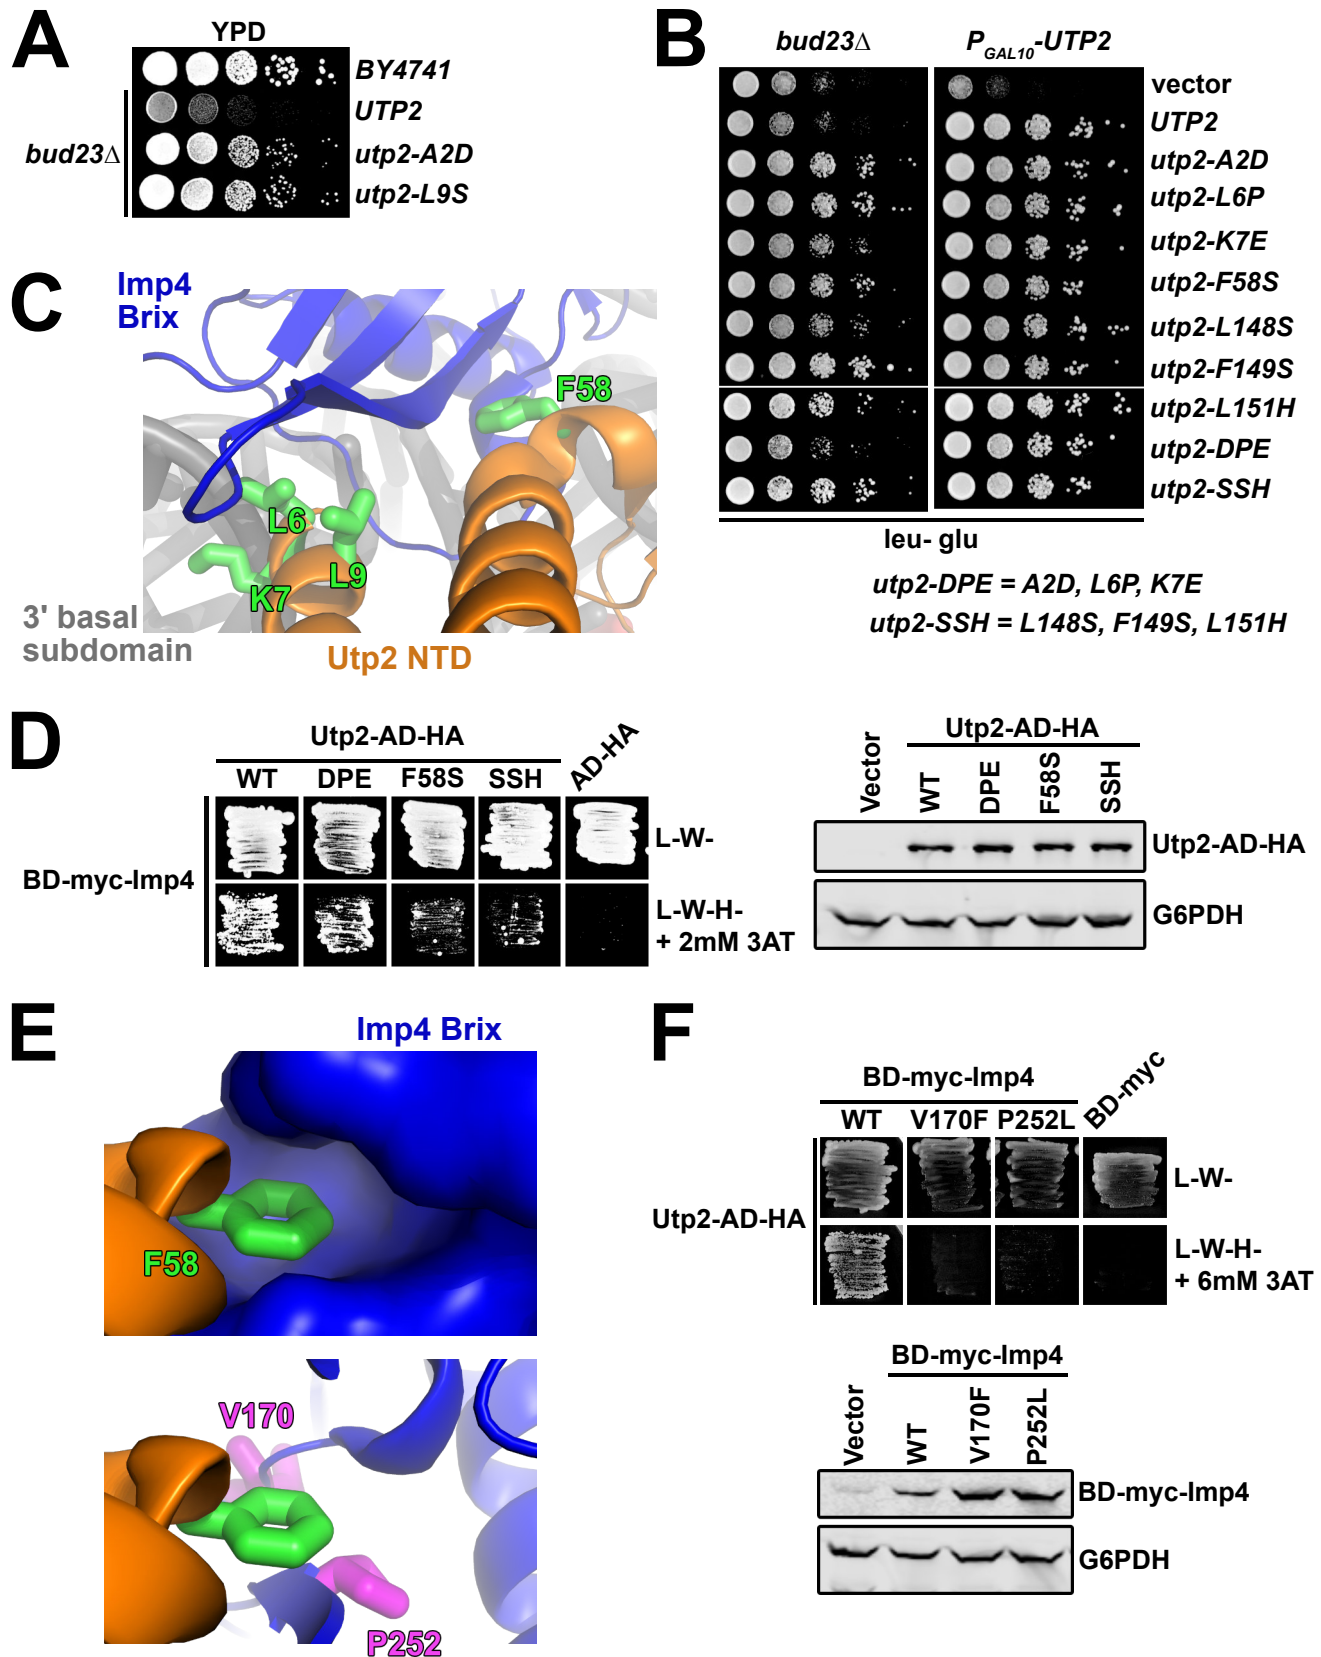 A
YPD
BY4741
UTP2
bud23Δ
utp2-A2D
utp2-L9S
B
bud23Δ
PGAL10-UTP2
vector
UTP2
utp2-A2D
utp2-L6P
utp2-K7E
utp2-F58S
utp2-L148S
utp2-F149S
utp2-L151H
utp2-DPE
utp2-SSH
leu- glu
utp2-DPE = A2D, L6P, K7E
utp2-SSH = L148S, F149S, L151H
C
Imp4
Brix
F58
L6
L9
K7
3' basal
subdomain
Utp2 NTD
D
Utp2-AD-HA
AD-HA
WT DPE F58S SSH
L-W-
BD-myc-Imp4
L-W-H-
+ 2mM 3AT
Utp2-AD-HA
Vector WT DPE F58S SSH
Utp2-AD-HA
G6PDH
E
Imp4 Brix
F58
V170
P252
F
BD-myc-Imp4
BD-myc
WT V170F P252L
L-W-
Utp2-AD-HA
L-W-H-
+ 6mM 3AT
BD-myc-Imp4
Vector WT V170F P252L
BD-myc-Imp4
G6PDH